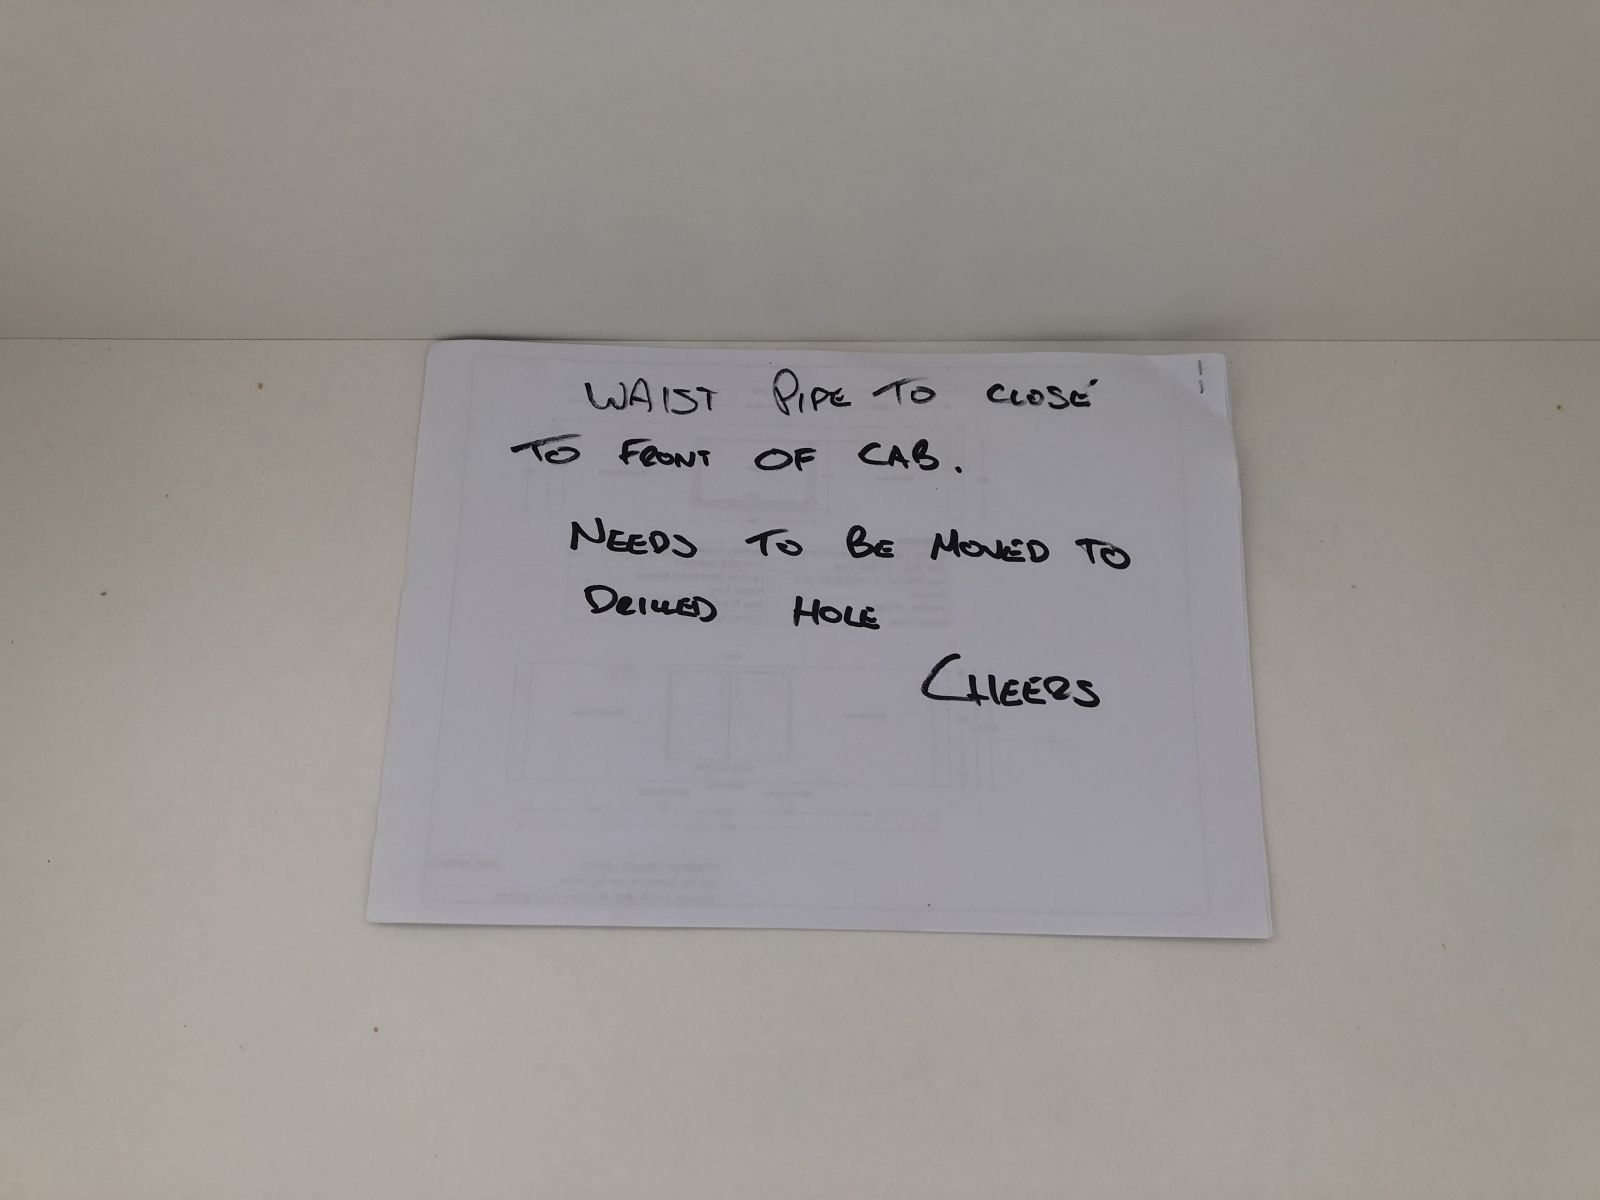 WAIST PIPE TO CLOSE
TO FRONT OF CAB.
NEEDS TO BE MOVED TO
DRILLED HOLE
CHEERS